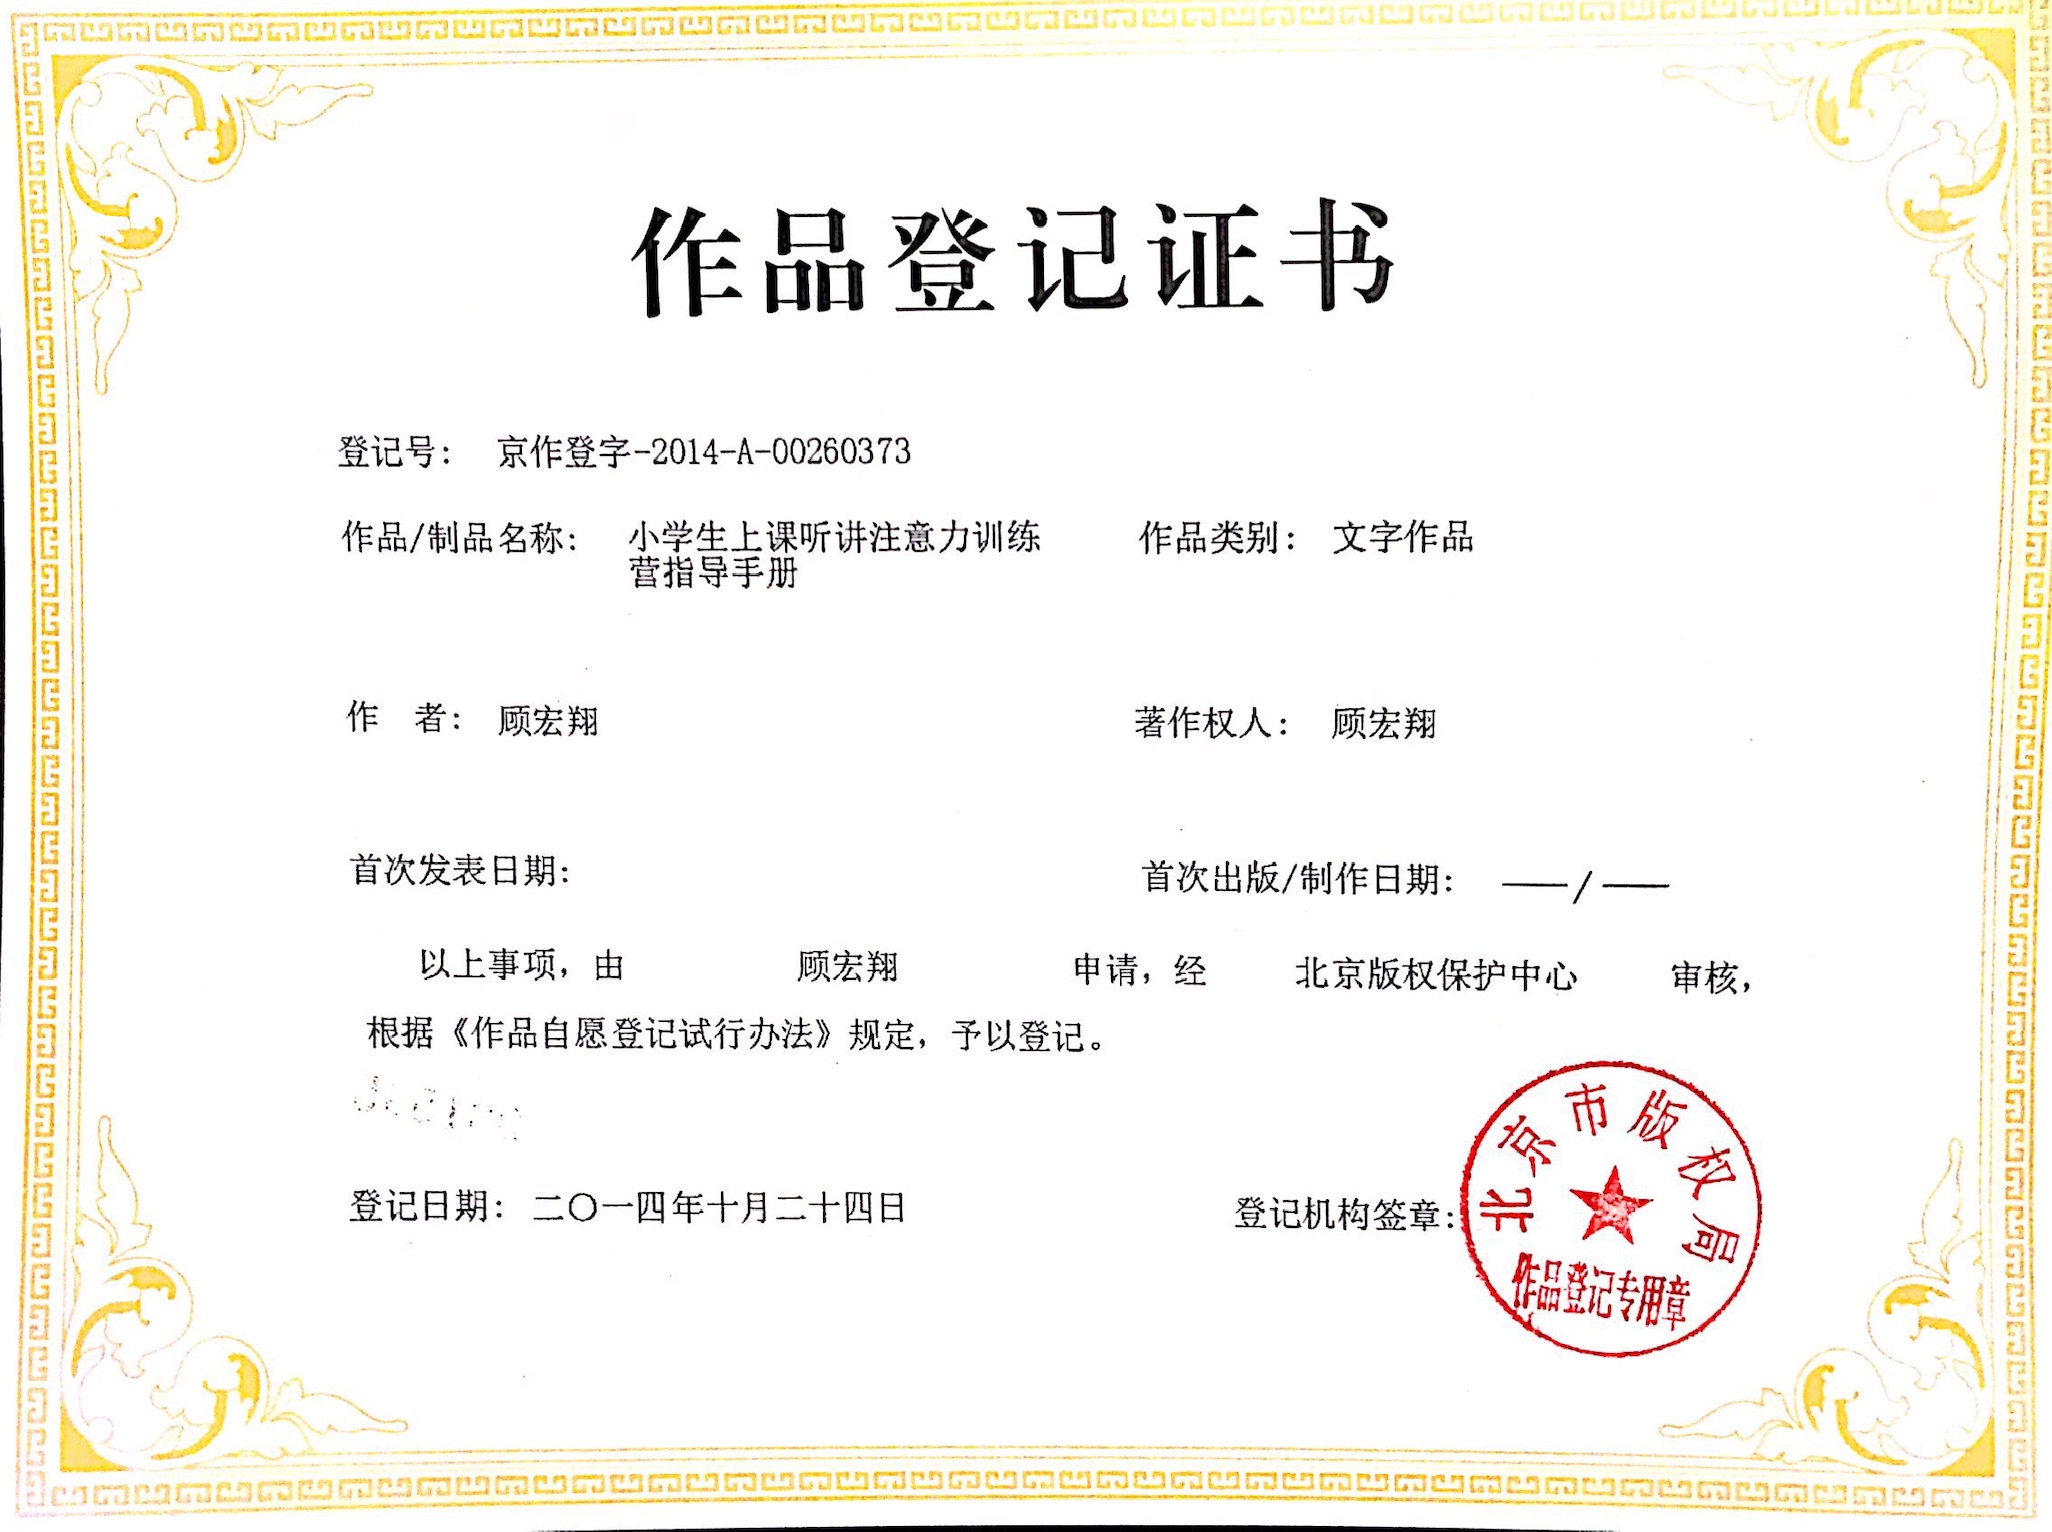 作品登记证书
登记号： 京作登字-2014-A-00260373
作品/制品名称： 小学生上课听讲注意力训练 作品类别： 文字作品
营指导手册
作 者： 顾宏翔 著作权人： 顾宏翔
首次发表日期： 首次出版/制作日期： ——/——
以上事项，由 顾宏翔 申请，经 北京版权保护中心 审核，
根据《作品自愿登记试行办法》规定，予以登记。
登记日期： 二〇一四年十月二十四日 登记机构签章：
北京市版权局
作品登记专用章